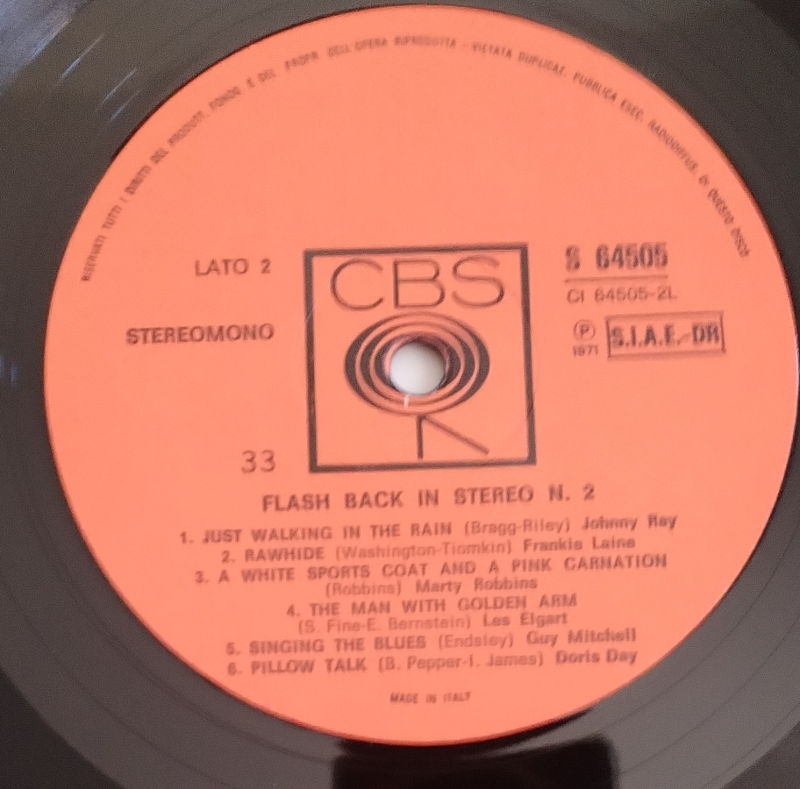 RISERVATI TUTTI I DIRITTI DEL PRODUTT. FONOG. E DEL PROPR. DELL'OPERA RIPRODOTTA - VIETATA DUPLICAZ. PUBBLICA ESEC. RADIODIFFUS. DI QUESTO DISCO
LATO 2
CBS
S 64505
CI 64505-2L
STEREOMONO
Ⓟ
1971
S.I.A.E.-DR
33
FLASH BACK IN STEREO N. 2
1. JUST WALKING IN THE RAIN (Bragg-Riley) Johnny Ray
2. RAWHIDE (Washington-Tiomkin) Frankie Laine
3. A WHITE SPORTS COAT AND A PINK CARNATION
(Robbins) Marty Robbins
4. THE MAN WITH GOLDEN ARM
(S. Fine-E. Bernstein) Les Elgart
5. SINGING THE BLUES (Endsley) Guy Mitchell
6. PILLOW TALK (B. Pepper-I. James) Doris Day
MADE IN ITALY